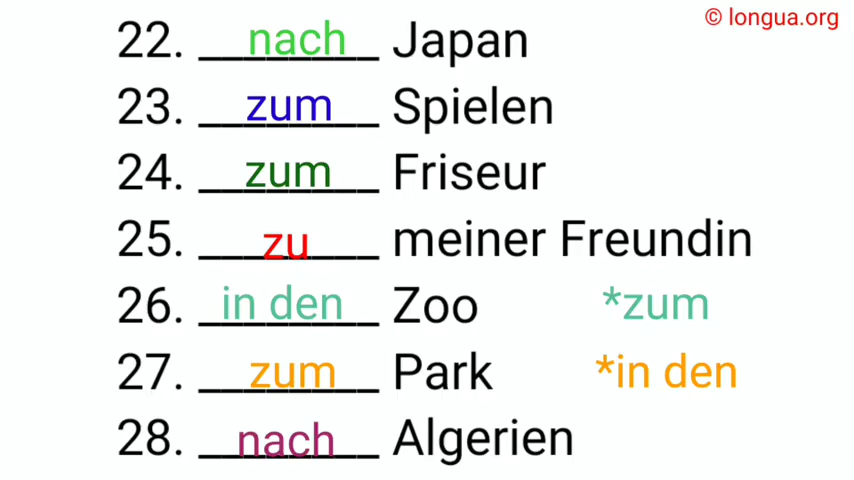 © longua.org
22. nach Japan
23. zum Spielen
24. zum Friseur
25. zu meiner Freundin
26. in den Zoo *zum
27. zum Park *in den
28. nach Algerien